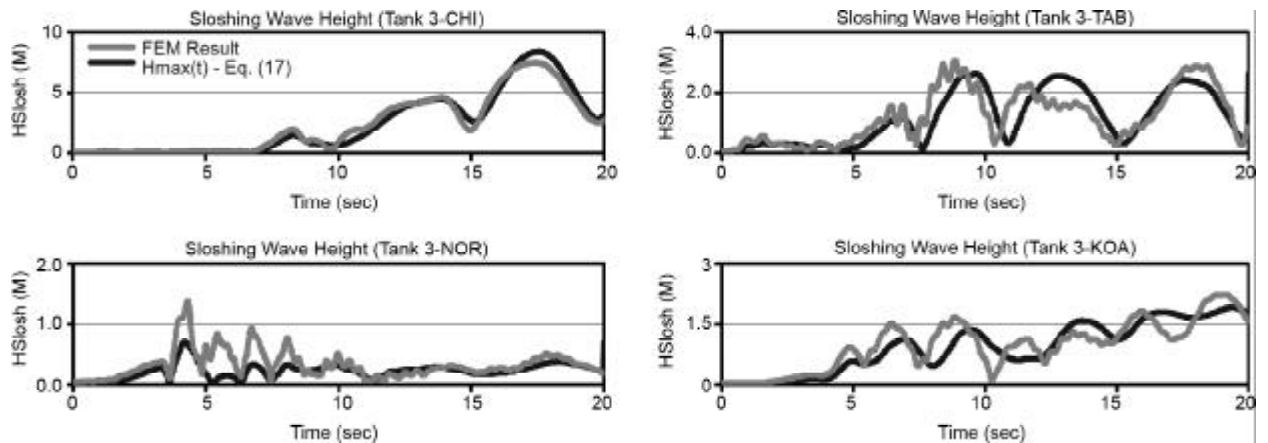 Sloshing Wave Height (Tank 3-CHI)
HSlosh (M)
10
5
0
FEM Result
Hmax(t) - Eq. (17)
0 5 10 15 20
Time (sec)
Sloshing Wave Height (Tank 3-TAB)
HSlosh (M)
4.0
2.0
0.0
0 5 10 15 20
Time (sec)
Sloshing Wave Height (Tank 3-NOR)
HSlosh (M)
2.0
1.0
0.0
0 5 10 15 20
Time (sec)
Sloshing Wave Height (Tank 3-KOA)
HSlosh (M)
3
1.5
0
0 5 10 15 20
Time (sec)